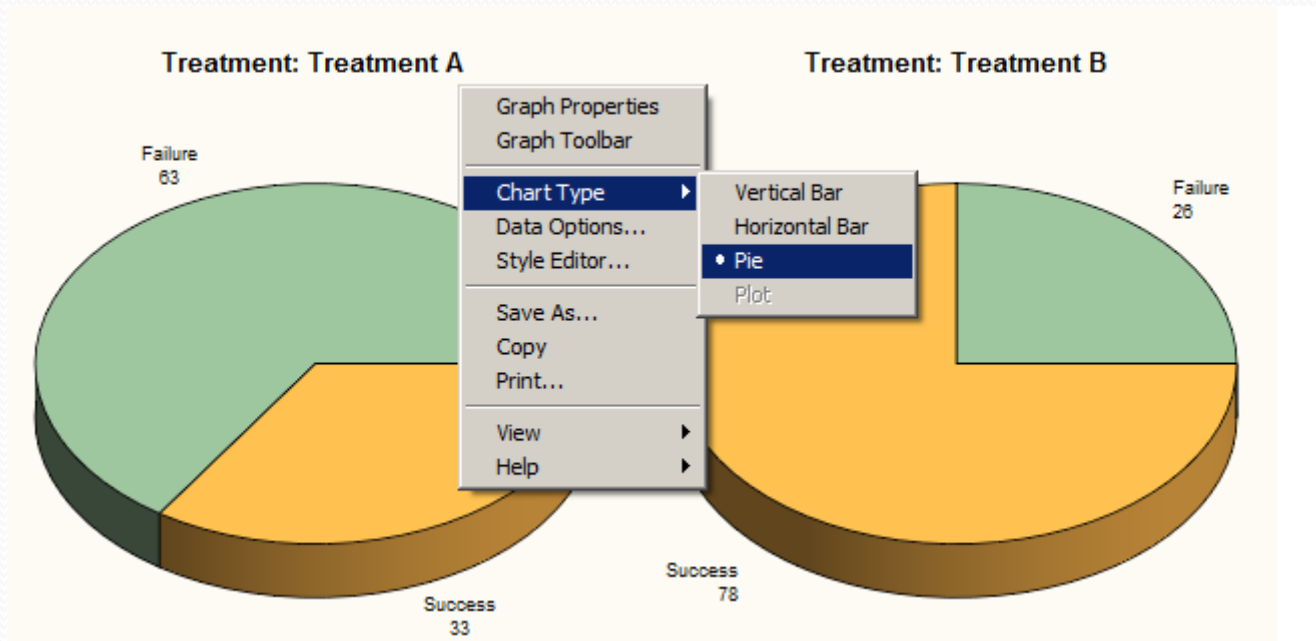 Treatment: Treatment A
Treatment: Treatment B
Failure
63
Graph Properties
Graph Toolbar
Chart Type
Data Options...
Style Editor...
Save As...
Copy
Print...
View
Help
Vertical Bar
Horizontal Bar
Pie
Plot
Failure
26
Success
33
Success
78